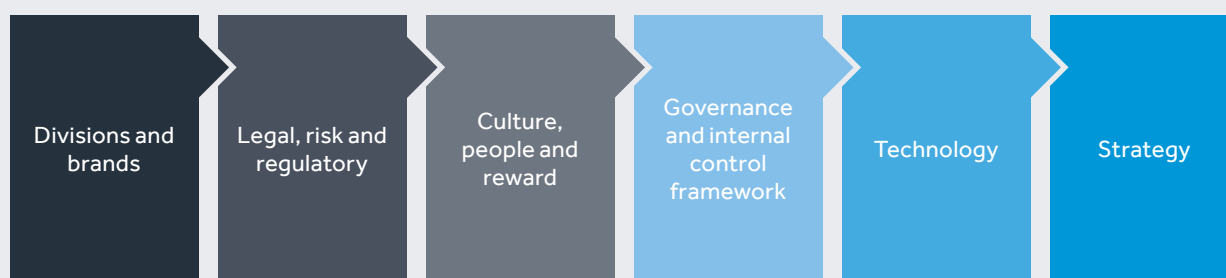 Divisions and
brands
Legal, risk and
regulatory
Culture,
people and
reward
Governance
and internal
control
framework
Technology
Strategy